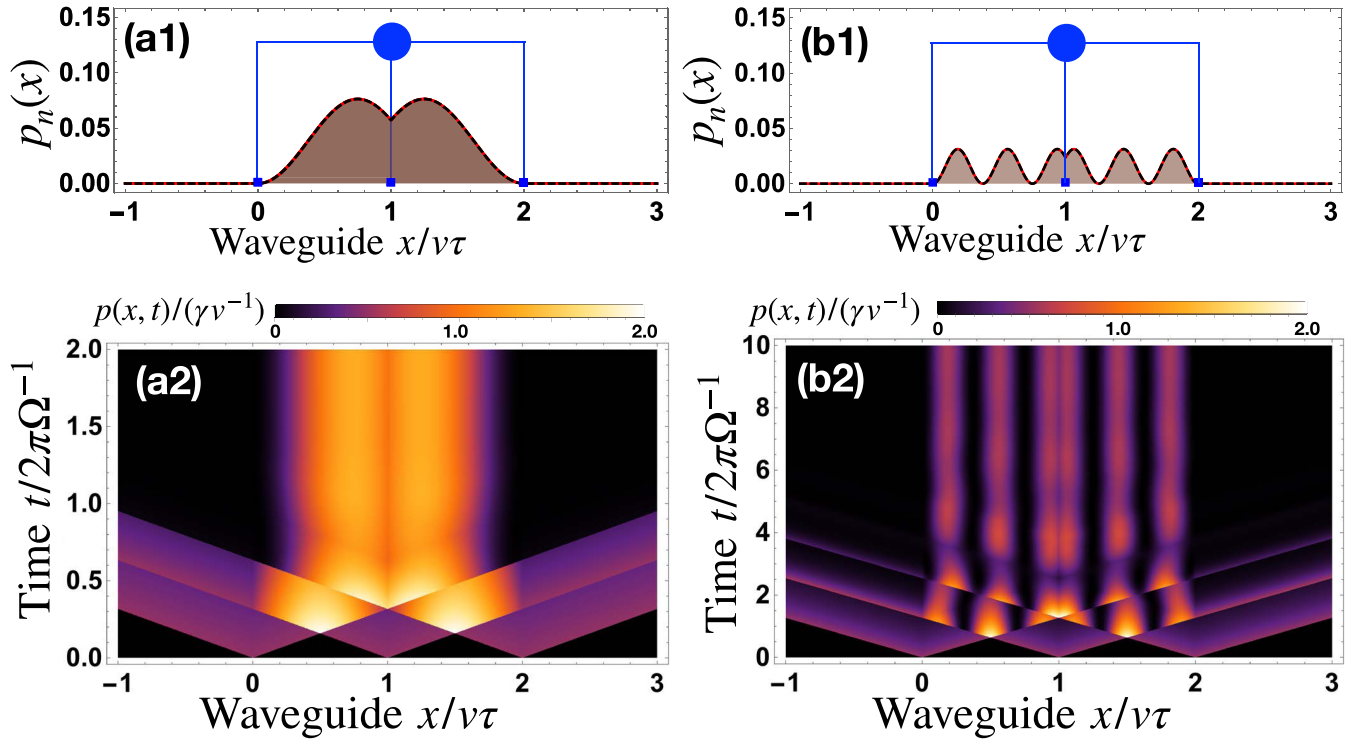 (a1)
p_n(x)
0.15
0.10
0.05
0.00
−1 0 1 2 3
Waveguide x/vτ
(b1)
p_n(x)
0.15
0.10
0.05
0.00
−1 0 1 2 3
Waveguide x/vτ
p(x, t)/(γv⁻¹)
0 1.0 2.0
(a2)
Time t/2πΩ⁻¹
2.0
1.5
1.0
0.5
0.0
−1 0 1 2 3
Waveguide x/vτ
p(x, t)/(γv⁻¹)
0 1.0 2.0
(b2)
Time t/2πΩ⁻¹
10
8
6
4
2
0
−1 0 1 2 3
Waveguide x/vτ